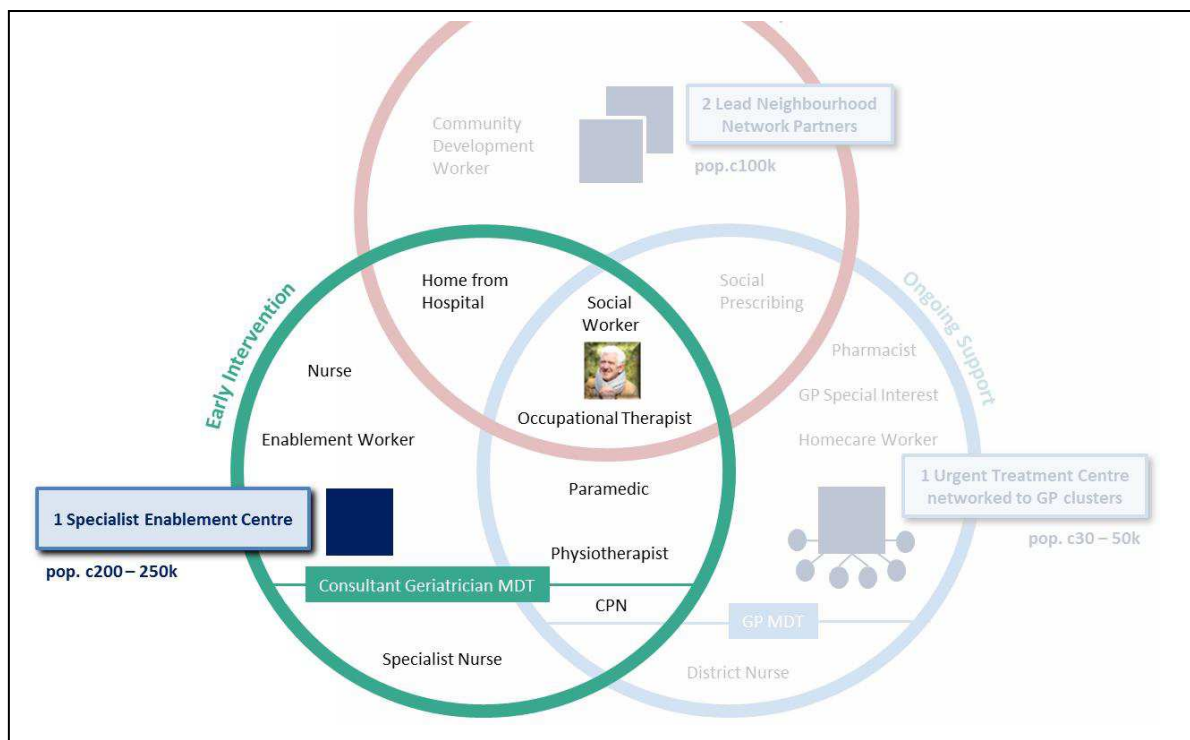 2 Lead Neighbourhood
Network Partners
pop.c100k
Community
Development
Worker
Home from
Hospital
Social
Worker
Social
Prescribing
Early Intervention
Ongoing Support
Nurse
Pharmacist
GP Special Interest
Enablement Worker
Occupational Therapist
Homecare Worker
1 Specialist Enablement Centre
pop. c200 – 250k
Paramedic
1 Urgent Treatment Centre
networked to GP clusters
pop. c30 – 50k
Physiotherapist
Consultant Geriatrician MDT
CPN
GP MDT
Specialist Nurse
District Nurse